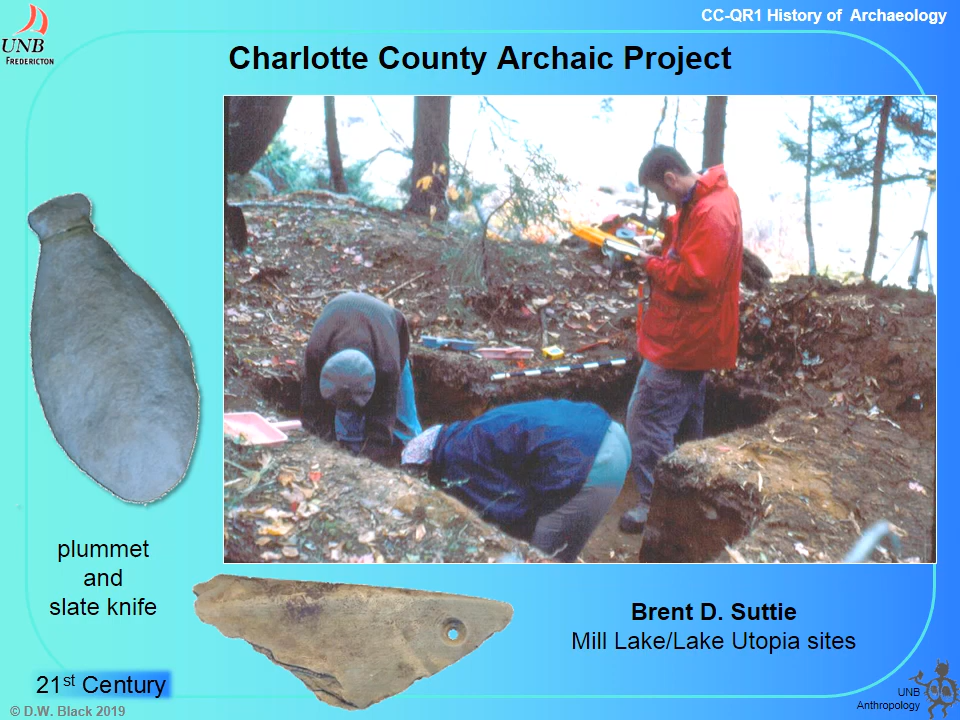 CC-QR1 History of Archaeology
UNB
FREDERICTON
Charlotte County Archaic Project
plummet
and
slate knife
Brent D. Suttie
Mill Lake/Lake Utopia sites
21st Century
© D.W. Black 2019
UNB
Anthropology